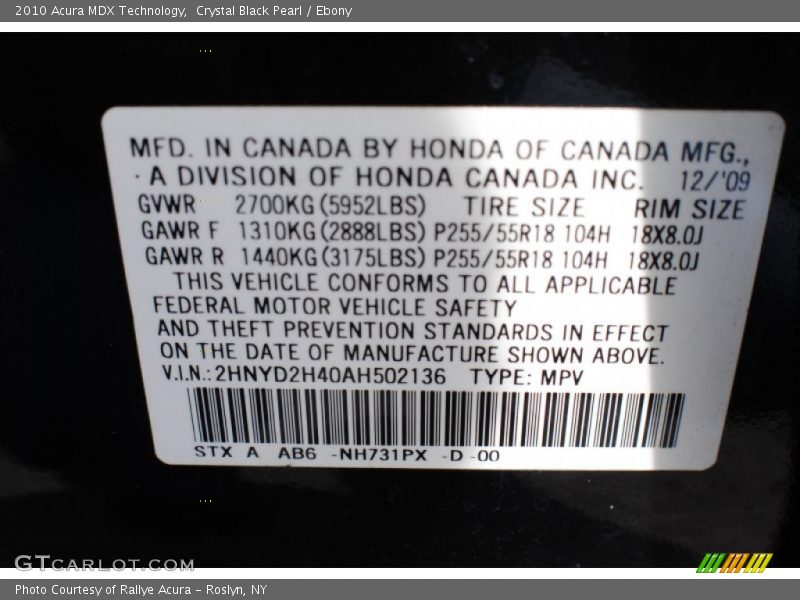 2010 Acura MDX Technology,  Crystal Black Pearl / Ebony
MFD. IN CANADA BY HONDA OF CANADA MFG.,
A DIVISION OF HONDA CANADA INC. 12/'09
GVWR 2700KG (5952LBS) TIRE SIZE RIM SIZE
GAWR F 1310KG (2888LBS) P255/55R18 104H 18X8.0J
GAWR R 1440KG (3175LBS) P255/55R18 104H 18X8.0J
THIS VEHICLE CONFORMS TO ALL APPLICABLE
FEDERAL MOTOR VEHICLE SAFETY
AND THEFT PREVENTION STANDARDS IN EFFECT
ON THE DATE OF MANUFACTURE SHOWN ABOVE.
V.I.N.: 2HNYD2H40AH502136 TYPE: MPV
STX A AB6 -NH731PX -D -00
GTCARLOT.COM
Photo Courtesy of Rallye Acura - Roslyn, NY